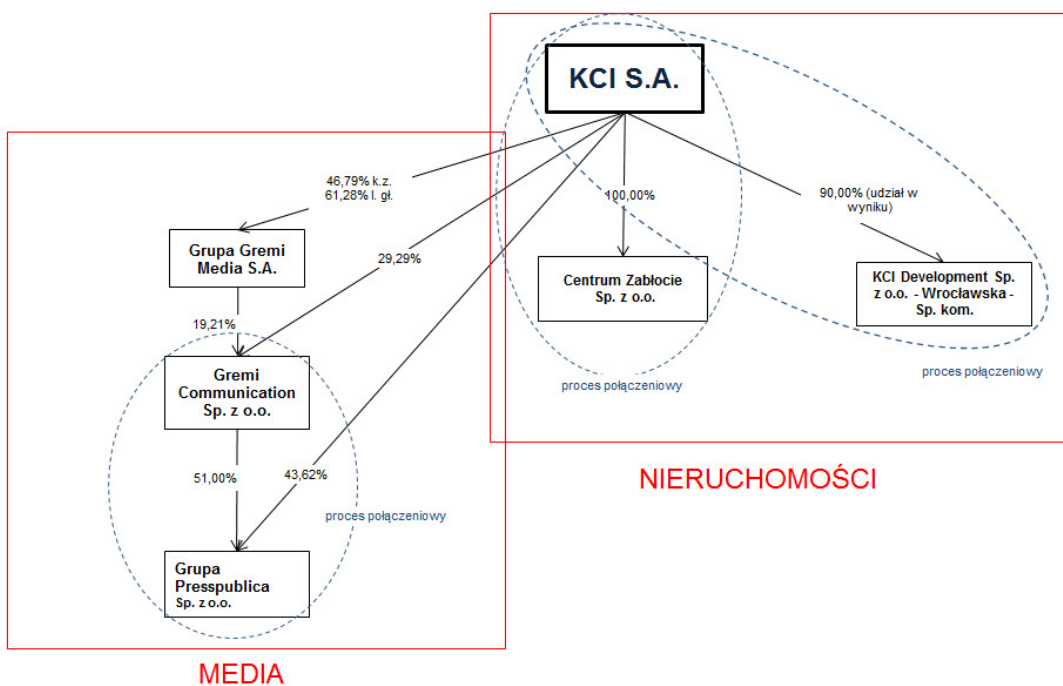 KCI S.A.
46,79% k.z.
61,28% l. gł.
29,29%
100,00%
90,00% (udział w
wyniku)
Grupa Gremi
Media S.A.
Centrum Zabłocie
Sp. z o.o.
KCI Development Sp.
z o.o. - Wrocławska -
Sp. kom.
19,21%
Gremi
Communication
Sp. z o.o.
proces połączeniowy
proces połączeniowy
51,00%
43,62%
NIERUCHOMOŚCI
proces połączeniowy
Grupa
Presspublica
Sp. z o.o.
MEDIA